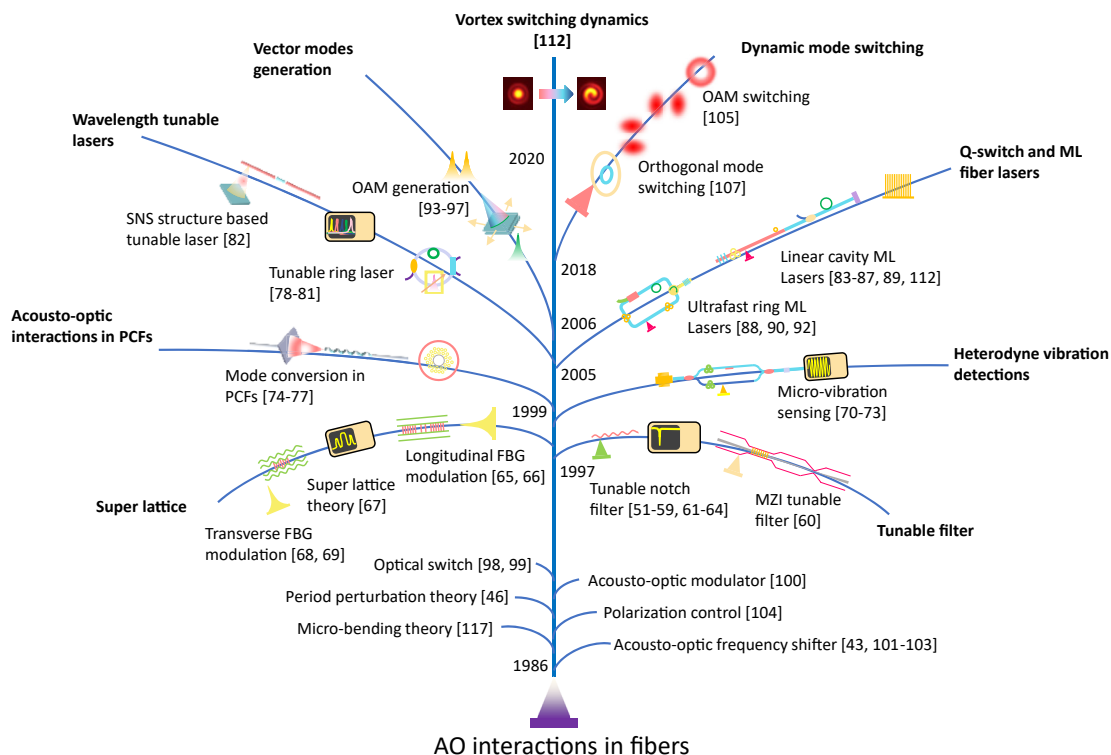 Vortex switching dynamics
[112]
Vector modes
generation
Dynamic mode switching
OAM switching
[105]
Wavelength tunable
lasers
2020
Orthogonal mode
switching [107]
Q-switch and ML
fiber lasers
OAM generation
[93-97]
SNS structure based
tunable laser [82]
Tunable ring laser
[78-81]
2018
Linear cavity ML
Lasers [83-87, 89, 112]
Ultrafast ring ML
Lasers [88, 90, 92]
2006
Acousto-optic
interactions in PCFs
2005
Heterodyne vibration
detections
Mode conversion in
PCFs [74-77]
Micro-vibration
sensing [70-73]
1999
Longitudinal FBG
modulation [65, 66]
1997
Super lattice
theory [67]
Tunable notch
filter [51-59, 61-64]
MZI tunable
filter [60]
Super lattice
Transverse FBG
modulation [68, 69]
Tunable filter
Optical switch [98, 99]
Acousto-optic modulator [100]
Period perturbation theory [46]
Polarization control [104]
Micro-bending theory [117]
Acousto-optic frequency shifter [43, 101-103]
1986
AO interactions in fibers